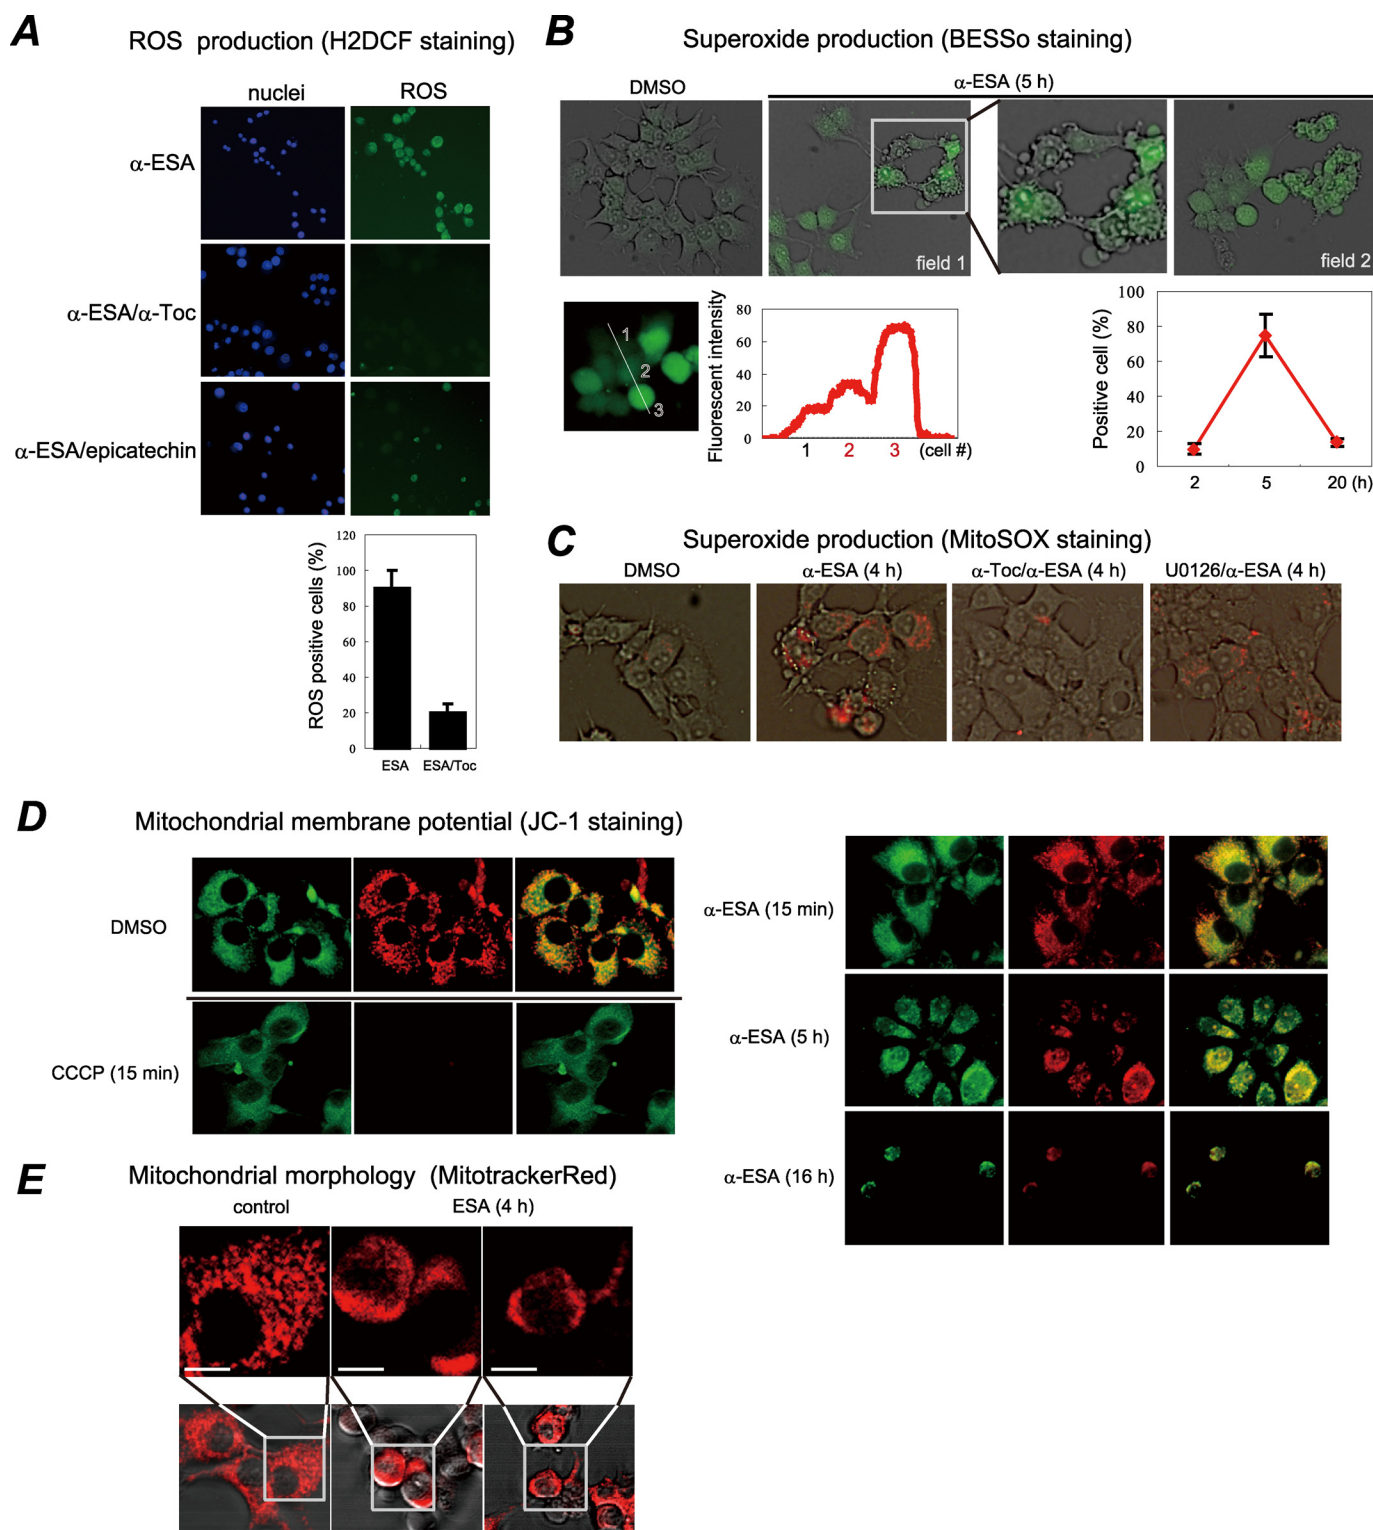 A
ROS production (H2DCF staining)
nuclei
ROS
α-ESA
α-ESA/α-Toc
α-ESA/epicatechin
ROS positive cells (%)
120
100
80
60
40
20
0
ESA
ESA/Toc
B
Superoxide production (BESSo staining)
DMSO
α-ESA (5 h)
field 1
field 2
1
2
3
Fluorescent intensity
80
60
40
20
0
1
2
3
(cell #)
Positive cell (%)
100
80
60
40
20
0
2
5
20 (h)
C
Superoxide production (MitoSOX staining)
DMSO
α-ESA (4 h)
α-Toc/α-ESA (4 h)
U0126/α-ESA (4 h)
D
Mitochondrial membrane potential (JC-1 staining)
DMSO
CCCP (15 min)
α-ESA (15 min)
α-ESA (5 h)
α-ESA (16 h)
E
Mitochondrial morphology (MitotrackerRed)
control
ESA (4 h)